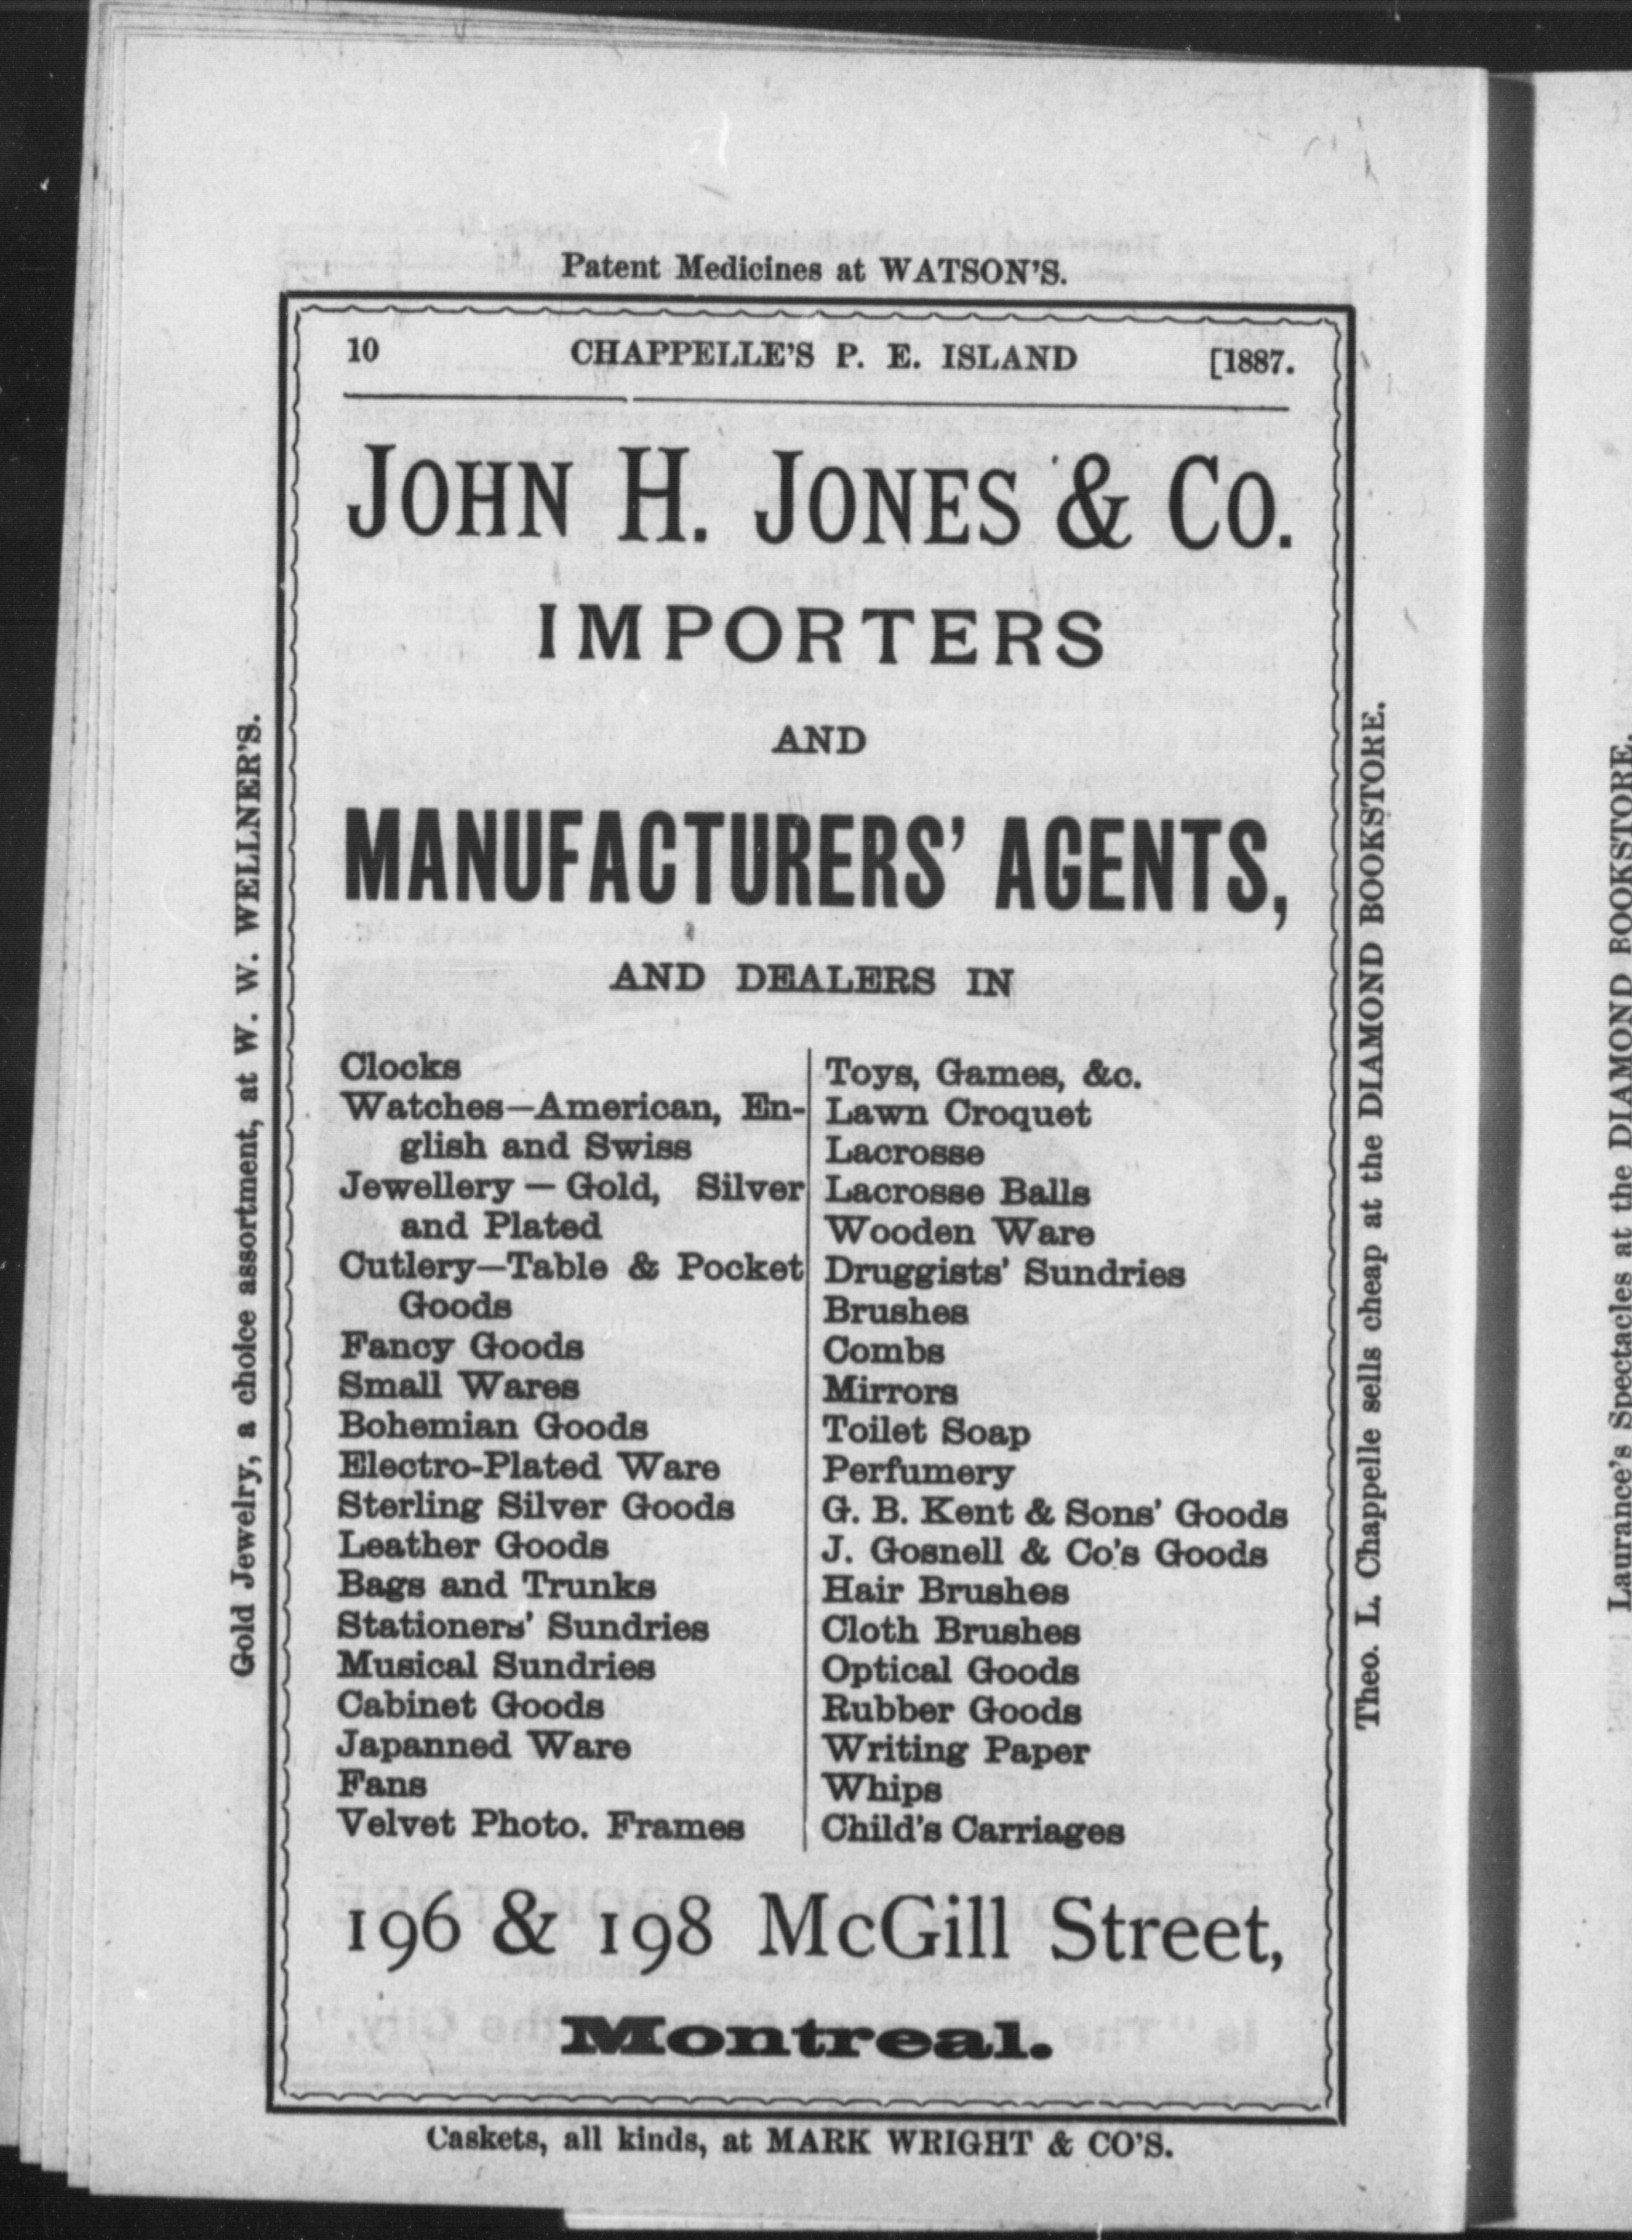 Patent Medicines at WATSON'S.
10 CHAPPELLE'S P. E. ISLAND [1887.
JOHN H. JONES & CO.
IMPORTERS
AND
MANUFACTURERS' AGENTS,
AND DEALERS IN
Clocks
Watches—American, En-
glish and Swiss
Jewellery — Gold, Silver
and Plated
Cutlery—Table & Pocket
Goods
Fancy Goods
Small Wares
Bohemian Goods
Electro-Plated Ware
Sterling Silver Goods
Leather Goods
Bags and Trunks
Stationers' Sundries
Musical Sundries
Cabinet Goods
Japanned Ware
Fans
Velvet Photo. Frames
Toys, Games, &c.
Lawn Croquet
Lacrosse
Lacrosse Balls
Wooden Ware
Druggists' Sundries
Brushes
Combs
Mirrors
Toilet Soap
Perfumery
G. B. Kent & Sons' Goods
J. Gosnell & Co's Goods
Hair Brushes
Cloth Brushes
Optical Goods
Rubber Goods
Writing Paper
Whips
Child's Carriages
196 & 198 McGill Street,
Montreal.
Caskets, all kinds, at MARK WRIGHT & CO'S.
Gold Jewelry, a choice assortment, at W. W. WELLNER'S.
Theo. L. Chappelle sells cheap at the DIAMOND BOOKSTORE.
Laurance's Spectacles at the DIAMOND BOOKSTORE.